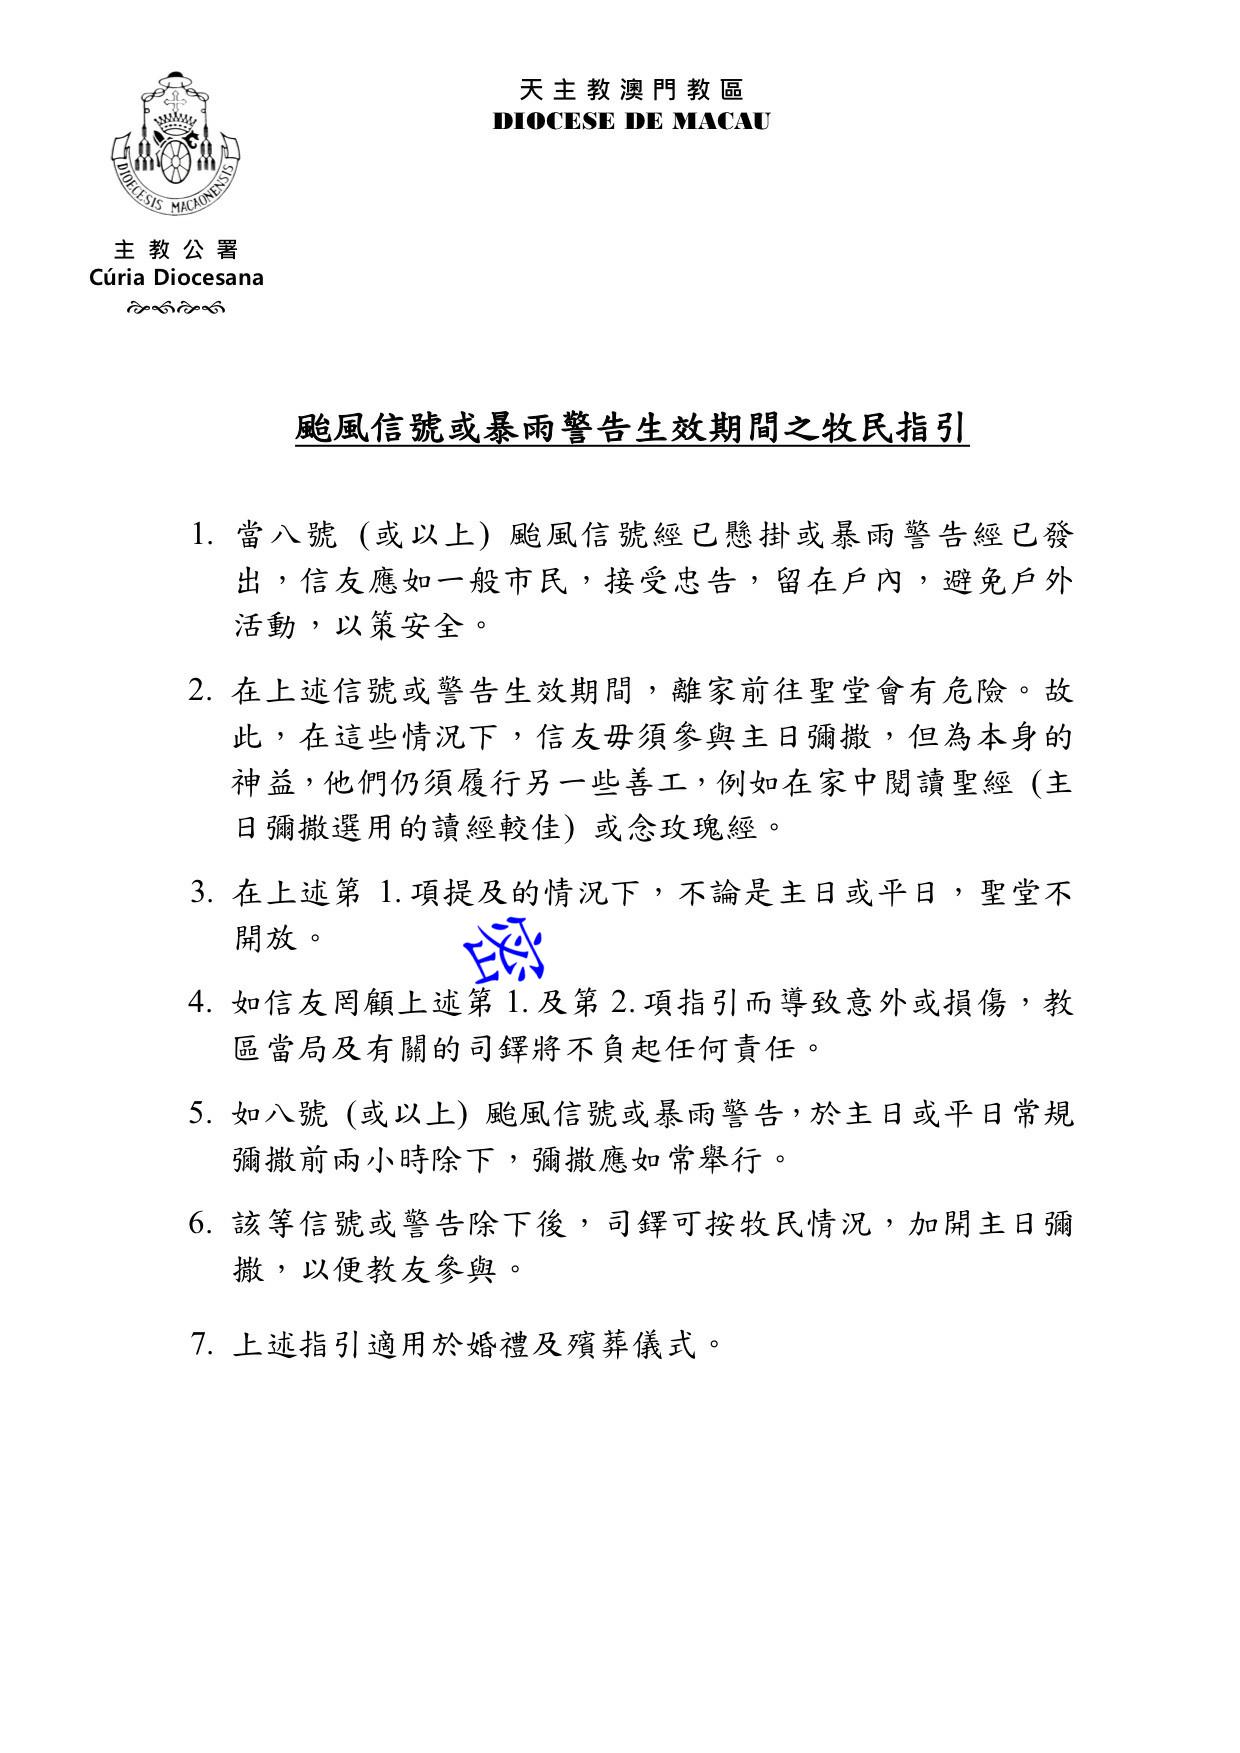 天主教澳門教區
DIOCESE DE MACAU
DIOECESIS MACAONENSIS
主教公署
Cúria Diocesana
颱風信號或暴雨警告生效期間之牧民指引
1. 當八號 (或以上) 颱風信號經已懸掛或暴雨警告經已發
出，信友應如一般市民，接受忠告，留在戶內，避免戶外
活動，以策安全。
2. 在上述信號或警告生效期間，離家前往聖堂會有危險。故
此，在這些情況下，信友毋須參與主日彌撒，但為本身的
神益，他們仍須履行另一些善工，例如在家中閱讀聖經 (主
日彌撒選用的讀經較佳) 或念玫瑰經。
3. 在上述第 1. 項提及的情況下，不論是主日或平日，聖堂不
開放。
密
4. 如信友罔顧上述第 1. 及第 2. 項指引而導致意外或損傷，教
區當局及有關的司鐸將不負起任何責任。
5. 如八號 (或以上) 颱風信號或暴雨警告，於主日或平日常規
彌撒前兩小時除下，彌撒應如常舉行。
6. 該等信號或警告除下後，司鐸可按牧民情況，加開主日彌
撒，以便教友參與。
7. 上述指引適用於婚禮及殯葬儀式。